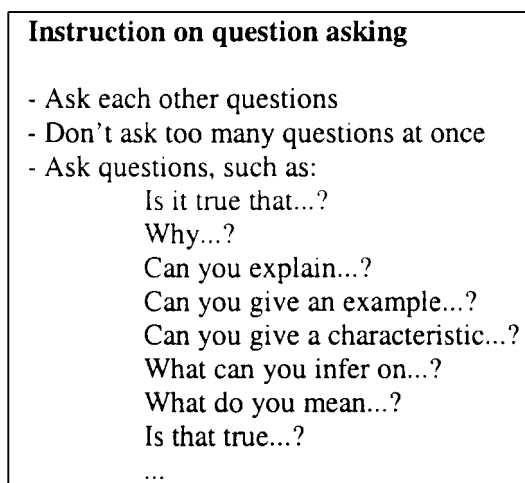 Instruction on question asking
- Ask each other questions
- Don't ask too many questions at once
- Ask questions, such as:
Is it true that...?
Why...?
Can you explain...?
Can you give an example...?
Can you give a characteristic...?
What can you infer on...?
What do you mean...?
Is that true...?
...